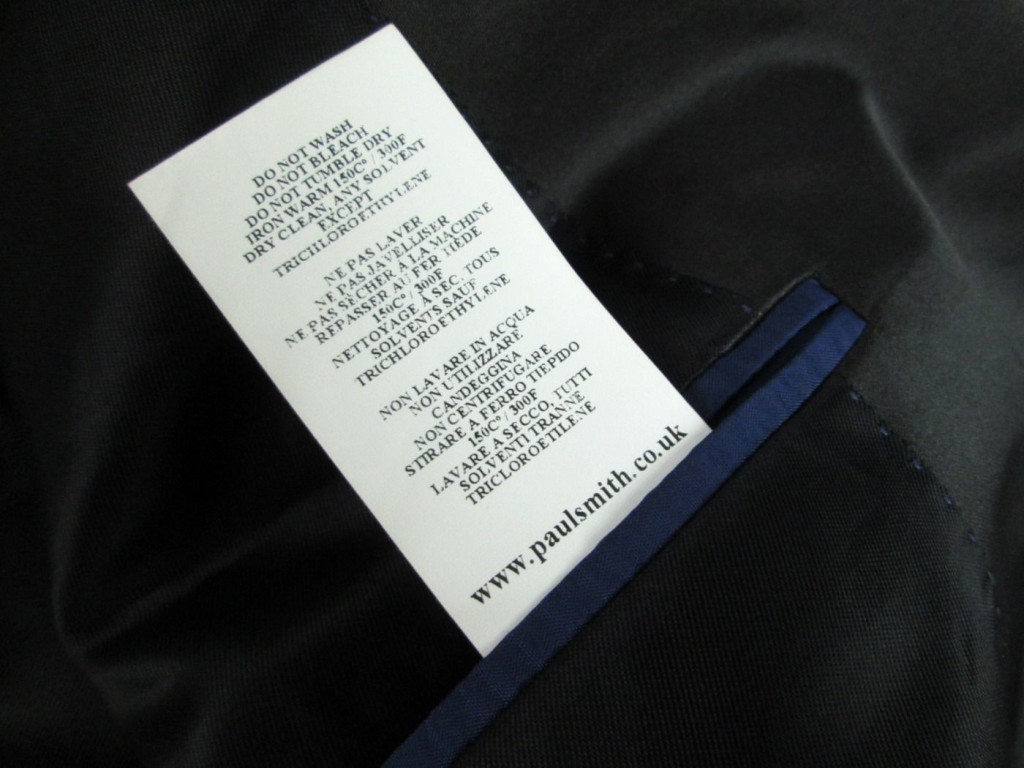 DO NOT WASH
DO NOT BLEACH
DO NOT TUMBLE DRY
IRON WARM 150C° / 300F
DRY CLEAN, ANY SOLVENT
EXCEPT
TRICHLOROETHYLENE
NE PAS LAVER
NE PAS JAVELLISER
NE PAS SECHER A LA MACHINE
REPASSER AU FER TIÈDE
150C° / 300F
NETTOYAGE A SEC, TOUS
SOLVENTS SAUF
TRICHLOROETHYLENE
NON LAVARE IN ACQUA
NON UTILIZZARE
CANDEGGINA
NON CENTRIFUGARE
STIRARE A FERRO TIEPIDO
150C° / 300F
LAVARE A SECCO, TUTTI
SOLVENTI TRANNE
TRICLOROETILENE
www.paulsmith.co.uk